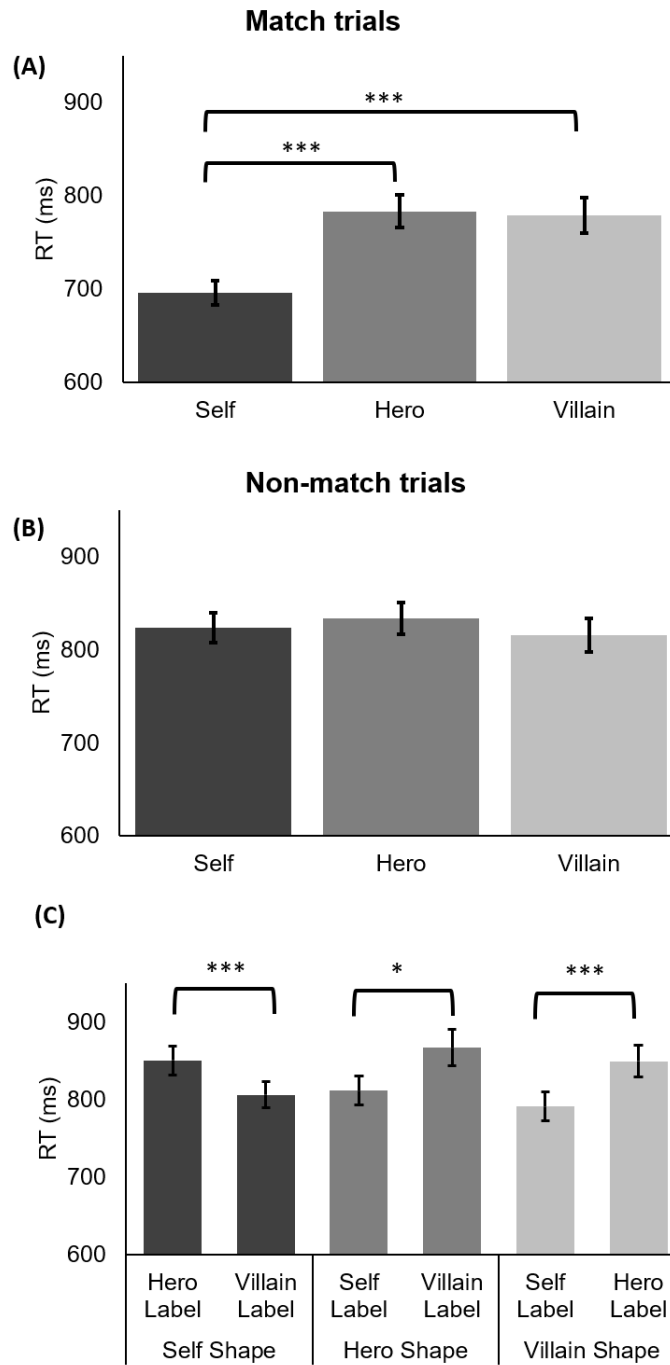 Match trials
(A)
900
800
700
600
RT (ms)
***
***
Self Hero Villain
Non-match trials
(B)
900
800
700
600
RT (ms)
Self Hero Villain
(C)
*** * ***
900
800
700
600
RT (ms)
Hero Villain Self Villain Self Hero
Label Label Label Label Label Label
Self Shape Hero Shape Villain Shape